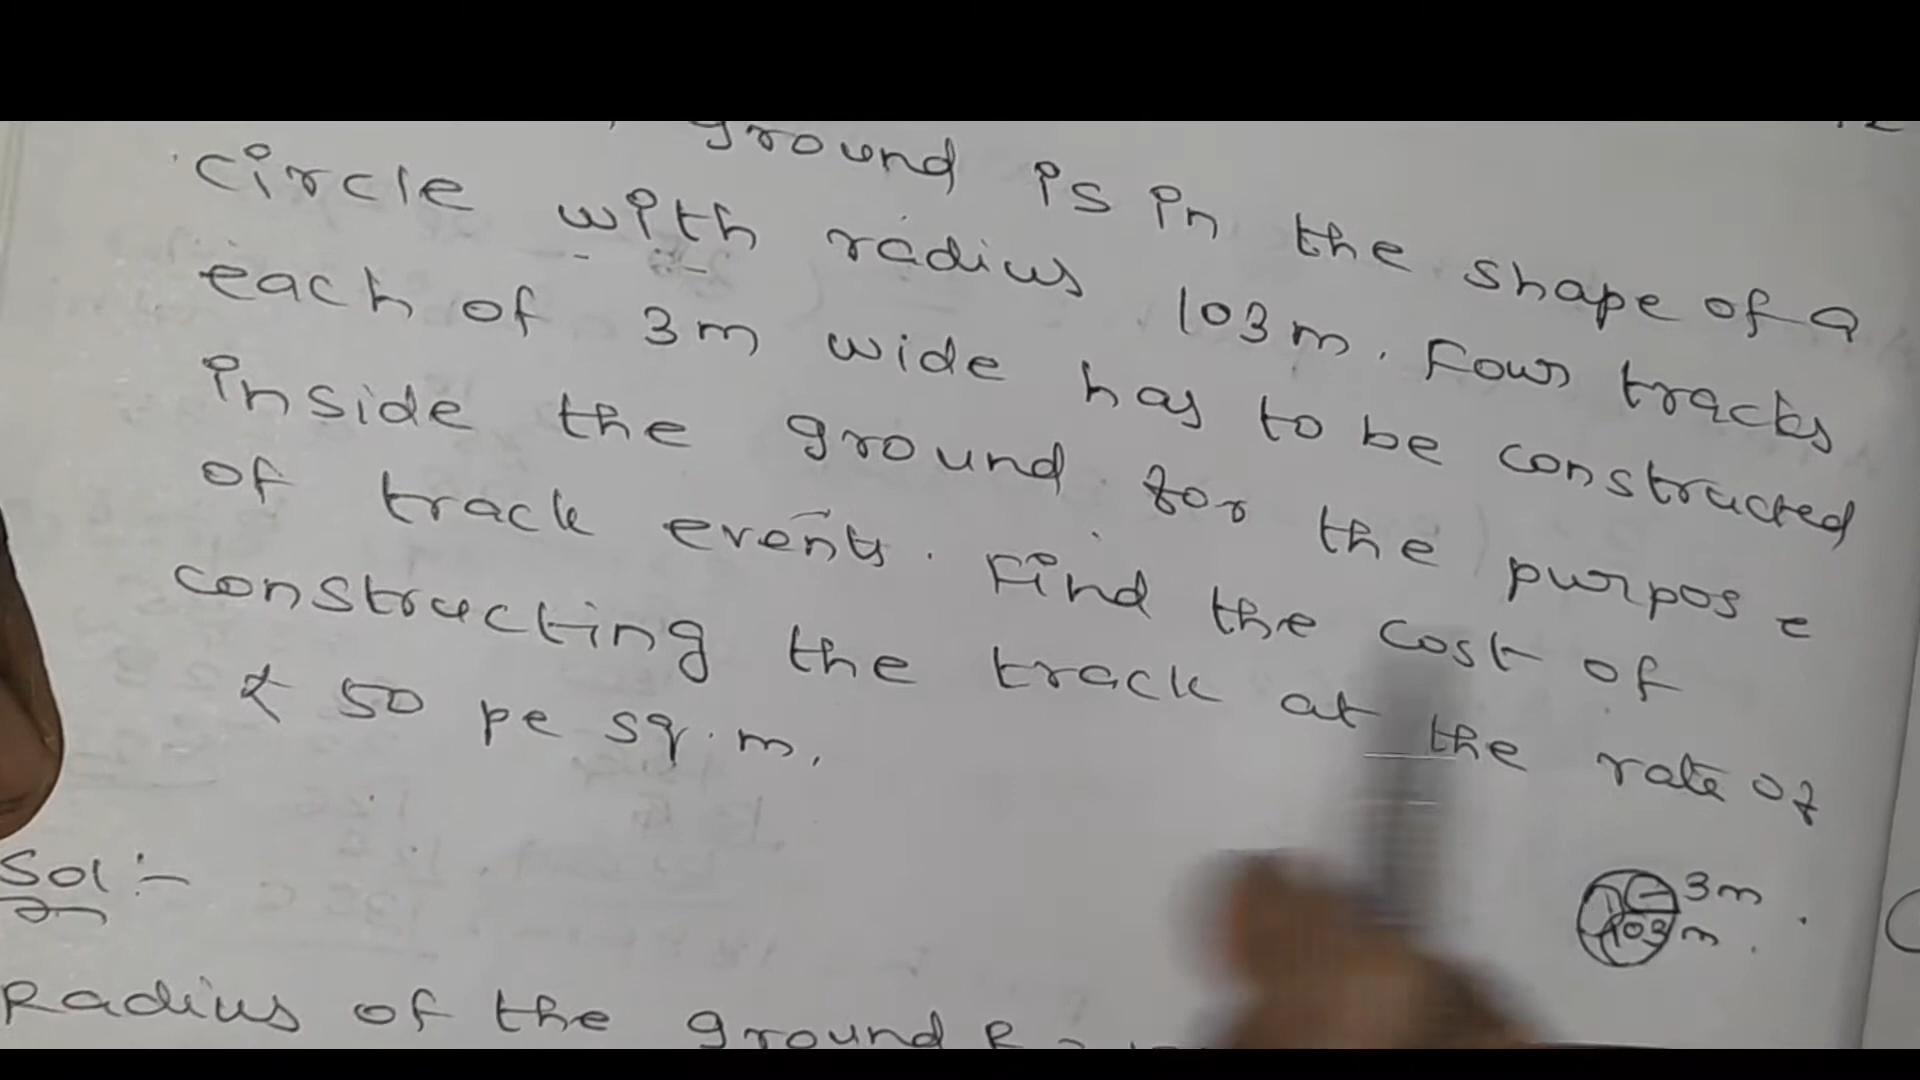 ground is in the shape of a
circle with radius 103m. Four tracks
each of 3m wide has to be constructed
inside the ground for the purpose
of track events. Find the cost of
constructing the track at the rate of
₹ 50 pe sq.m.
Sol:-
3m
103m
Radius of the ground R =